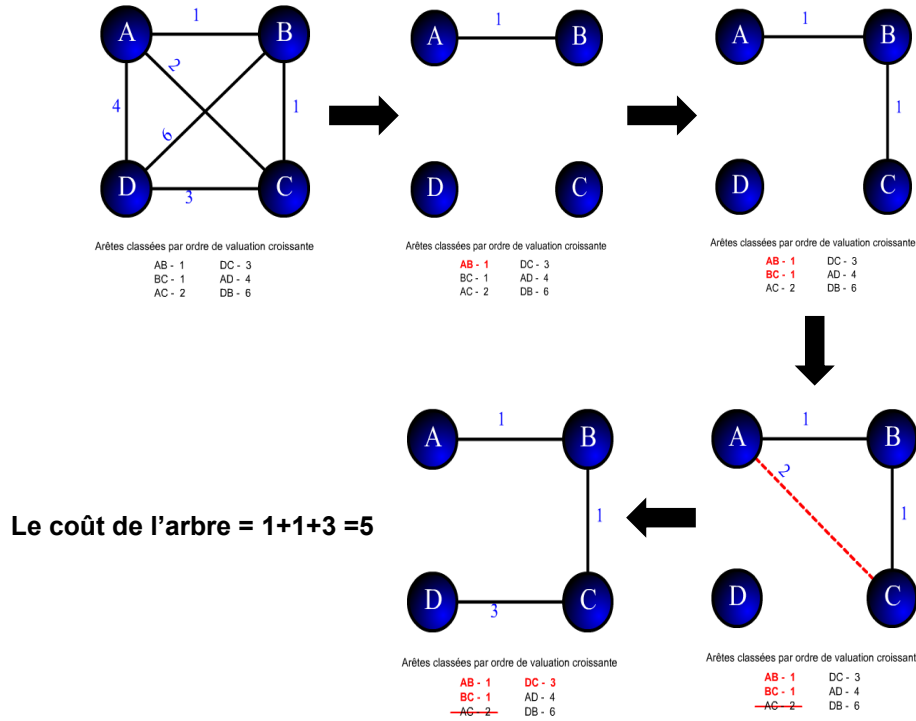 A 1 B
2
4 1
6
D 3 C
Arêtes classées par ordre de valuation croissante
AB - 1 DC - 3
BC - 1 AD - 4
AC - 2 DB - 6
A 1 B
D C
Arêtes classées par ordre de valuation croissante
AB - 1 DC - 3
BC - 1 AD - 4
AC - 2 DB - 6
A 1 B
1
D C
Arêtes classées par ordre de valuation croissante
AB - 1 DC - 3
BC - 1 AD - 4
AC - 2 DB - 6
A 1 B
2
1
D C
Arêtes classées par ordre de valuation croissant
AB - 1 DC - 3
BC - 1 AD - 4
AC - 2 DB - 6
A 1 B
1
D 3 C
Arêtes classées par ordre de valuation croissante
AB - 1 DC - 3
BC - 1 AD - 4
AC - 2 DB - 6
Le coût de l’arbre = 1+1+3 =5